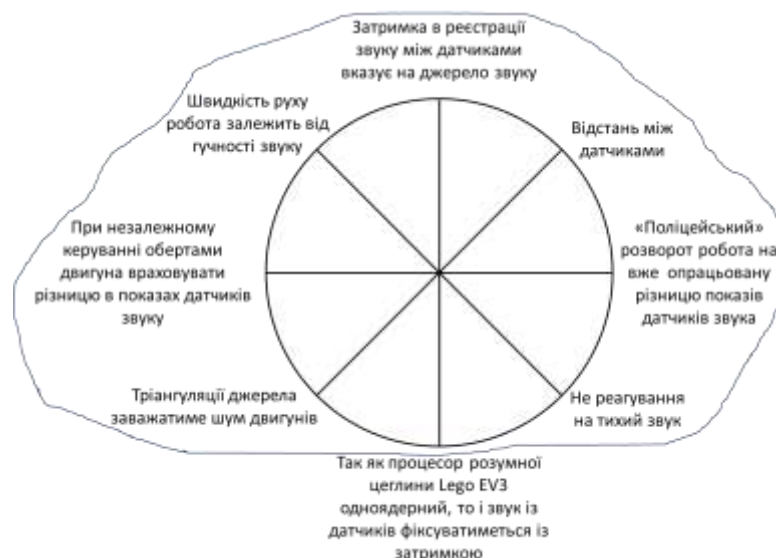 Затримка в реєстрації
звуку між датчиками
вказує на джерело звуку
Швидкість руху
робота залежить від
гучності звуку
Відстань між
датчиками
При незалежному
керуванні обертами
двигуна враховувати
різницю в показах датчиків
звуку
«Поліцейський»
розворот робота на
вже опрацьовану
різницю показів
датчиків звука
Тріангуляції джерела
заважатиме шум двигунів
Не реагування
на тихий звук
Так як процесор розумної
цеглини Lego EV3
одноядерний, то і звук із
датчиків фіксуватиметься із
затримкою